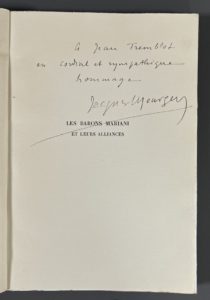 à Jean Tremblot
en cordial et sympathique
hommage
Jacques Meurgey
LES BARONS MARIANI
ET LEURS ALLIANCES